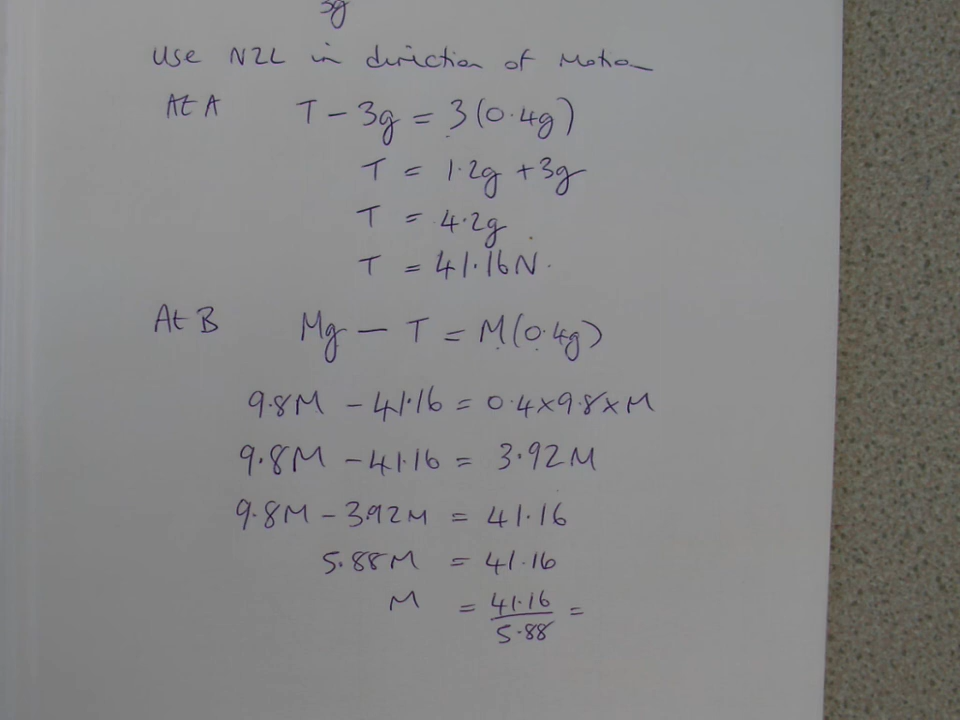 3g
Use N2L in direction of Motion
At A T - 3g = 3(0.4g)
T = 1.2g + 3g
T = 4.2g
T = 41.16N.
At B Mg - T = M(0.4g)
9.8M - 41.16 = 0.4×9.8×M
9.8M - 41.16 = 3.92M
9.8M - 3.92M = 41.16
5.88M = 41.16
M = 41.16/5.88 =